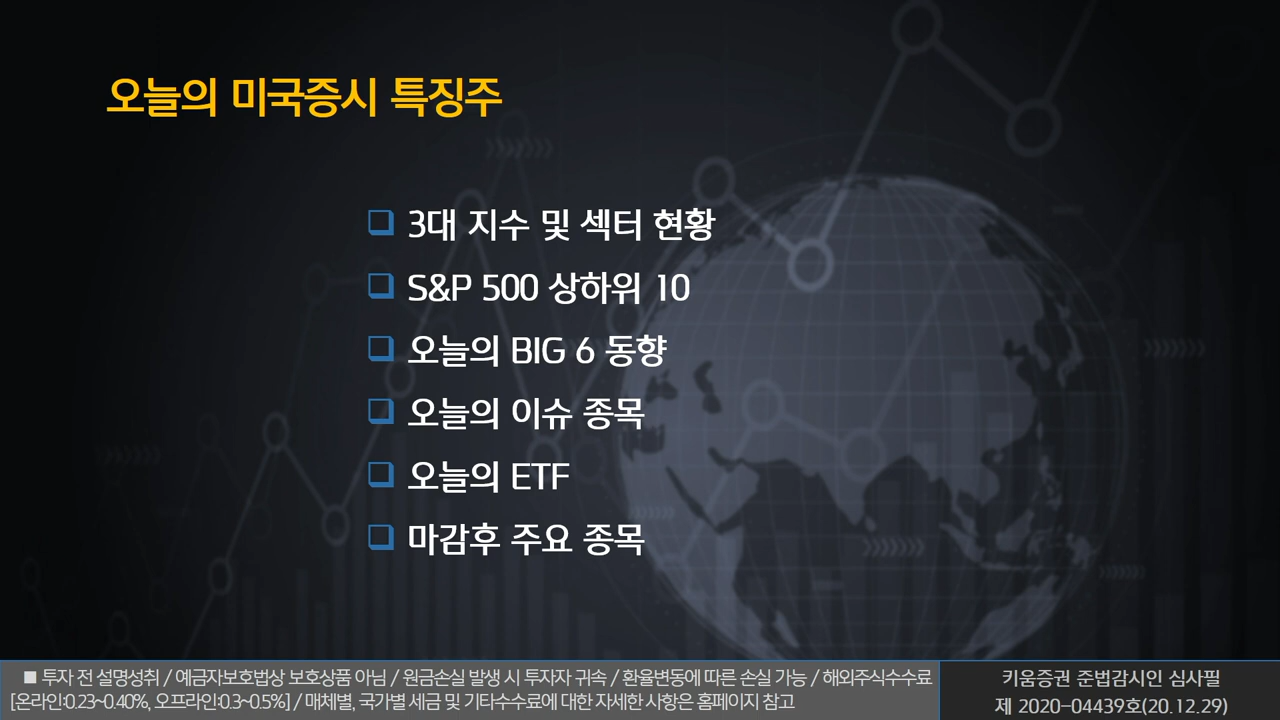 오늘의 미국증시 특징주
❏ 3대 지수 및 섹터 현황
❏ S&P 500 상하위 10
❏ 오늘의 BIG 6 동향
❏ 오늘의 이슈 종목
❏ 오늘의 ETF
❏ 마감후 주요 종목
■ 투자 전 설명성취 / 예금자보호법상 보호상품 아님 / 원금손실 발생 시 투자자 귀속 / 환율변동에 따른 손실 가능 / 해외주식수수료
[온라인:0.23~0.40%, 오프라인:0.3~0.5%] / 매체별, 국가별 세금 및 기타수수료에 대한 자세한 사항은 홈페이지 참고
키움증권 준법감시인 심사필
제 2020-04439호(20.12.29)